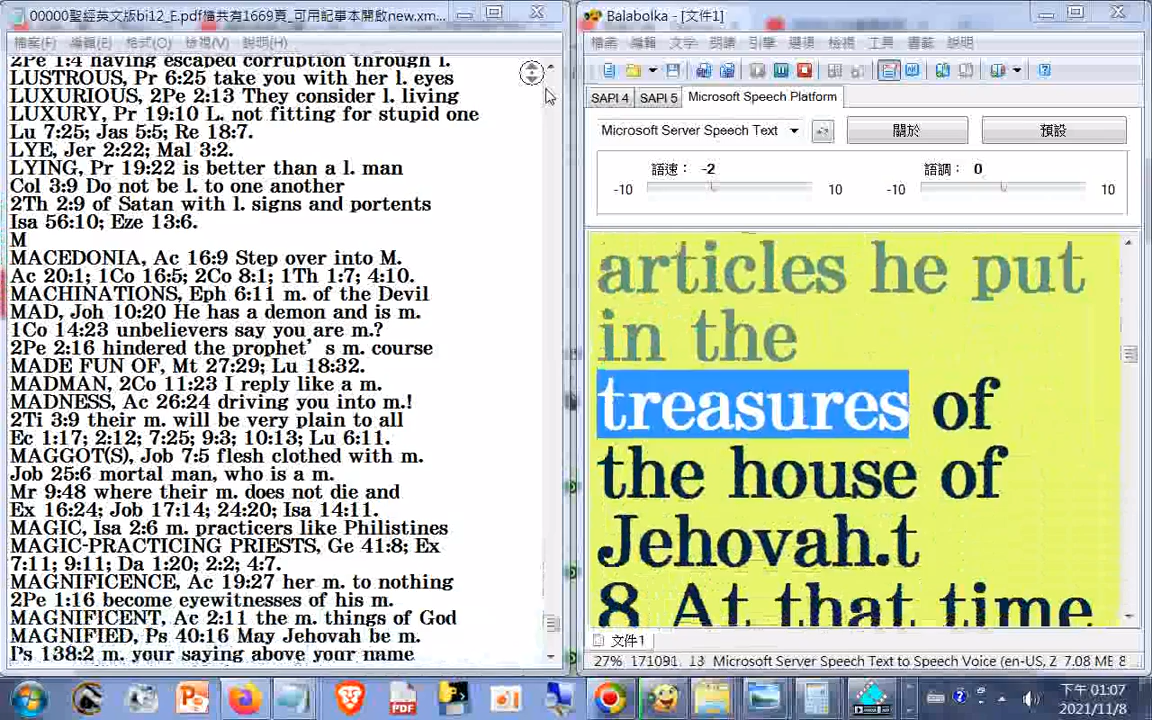 00000聖經英文版bi12_E.pdf檔共有1669頁_可用記事本開啟new.xm...
檔案(F) 編輯(E) 格式(O) 檢視(V) 說明(H)
2Pe 1:4 having escaped corruption through l.
LUSTROUS, Pr 6:25 take you with her l. eyes
LUXURIOUS, 2Pe 2:13 They consider l. living
LUXURY, Pr 19:10 L. not fitting for stupid one
Lu 7:25; Jas 5:5; Re 18:7.
LYE, Jer 2:22; Mal 3:2.
LYING, Pr 19:22 is better than a l. man
Col 3:9 Do not be l. to one another
2Th 2:9 of Satan with l. signs and portents
Isa 56:10; Eze 13:6.
M
MACEDONIA, Ac 16:9 Step over into M.
Ac 20:1; 1Co 16:5; 2Co 8:1; 1Th 1:7; 4:10.
MACHINATIONS, Eph 6:11 m. of the Devil
MAD, Joh 10:20 He has a demon and is m.
1Co 14:23 unbelievers say you are m.?
2Pe 2:16 hindered the prophet’s m. course
MADE FUN OF, Mt 27:29; Lu 18:32.
MADMAN, 2Co 11:23 I reply like a m.
MADNESS, Ac 26:24 driving you into m.!
2Ti 3:9 their m. will be very plain to all
Ec 1:17; 2:12; 7:25; 9:3; 10:13; Lu 6:11.
MAGGOT(S), Job 7:5 flesh clothed with m.
Job 25:6 mortal man, who is a m.
Mr 9:48 where their m. does not die and
Ex 16:24; Job 17:14; 24:20; Isa 14:11.
MAGIC, Isa 2:6 m. practicers like Philistines
MAGIC-PRACTICING PRIESTS, Ge 41:8; Ex
7:11; 9:11; Da 1:20; 2:2; 4:7.
MAGNIFICENCE, Ac 19:27 her m. to nothing
2Pe 1:16 become eyewitnesses of his m.
MAGNIFICENT, Ac 2:11 the m. things of God
MAGNIFIED, Ps 40:16 May Jehovah be m.
Ps 138:2 m. your saying above your name
Balabolka - [文件1]
檔案 編輯 文字 朗讀 引擎 選項 檢視 工具 書籤 說明
SAPI 4 SAPI 5 Microsoft Speech Platform
Microsoft Server Speech Text 關於 預設
語速： -2 語調： 0
-10 10 -10 10
articles he put
in the
treasures of
the house of
Jehovah.t
8 At that time
文件1
27% 171091. 13 Microsoft Server Speech Text to Speech Voice (en-US, Z 7.08 MB 8
下午 01:07
2021/11/8